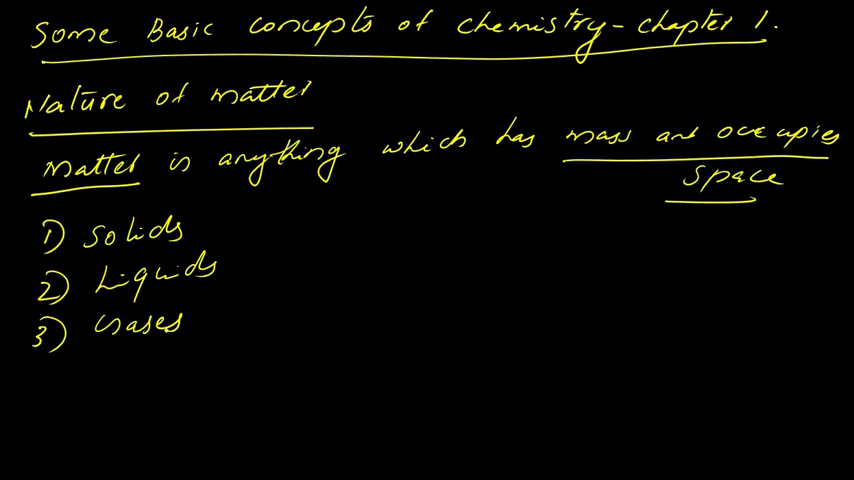 Some Basic concepts of chemistry - chapter 1.
Nature of matter
Matter is anything which has mass and occupies
space
1) Solids
2) Liquids
3) Gases